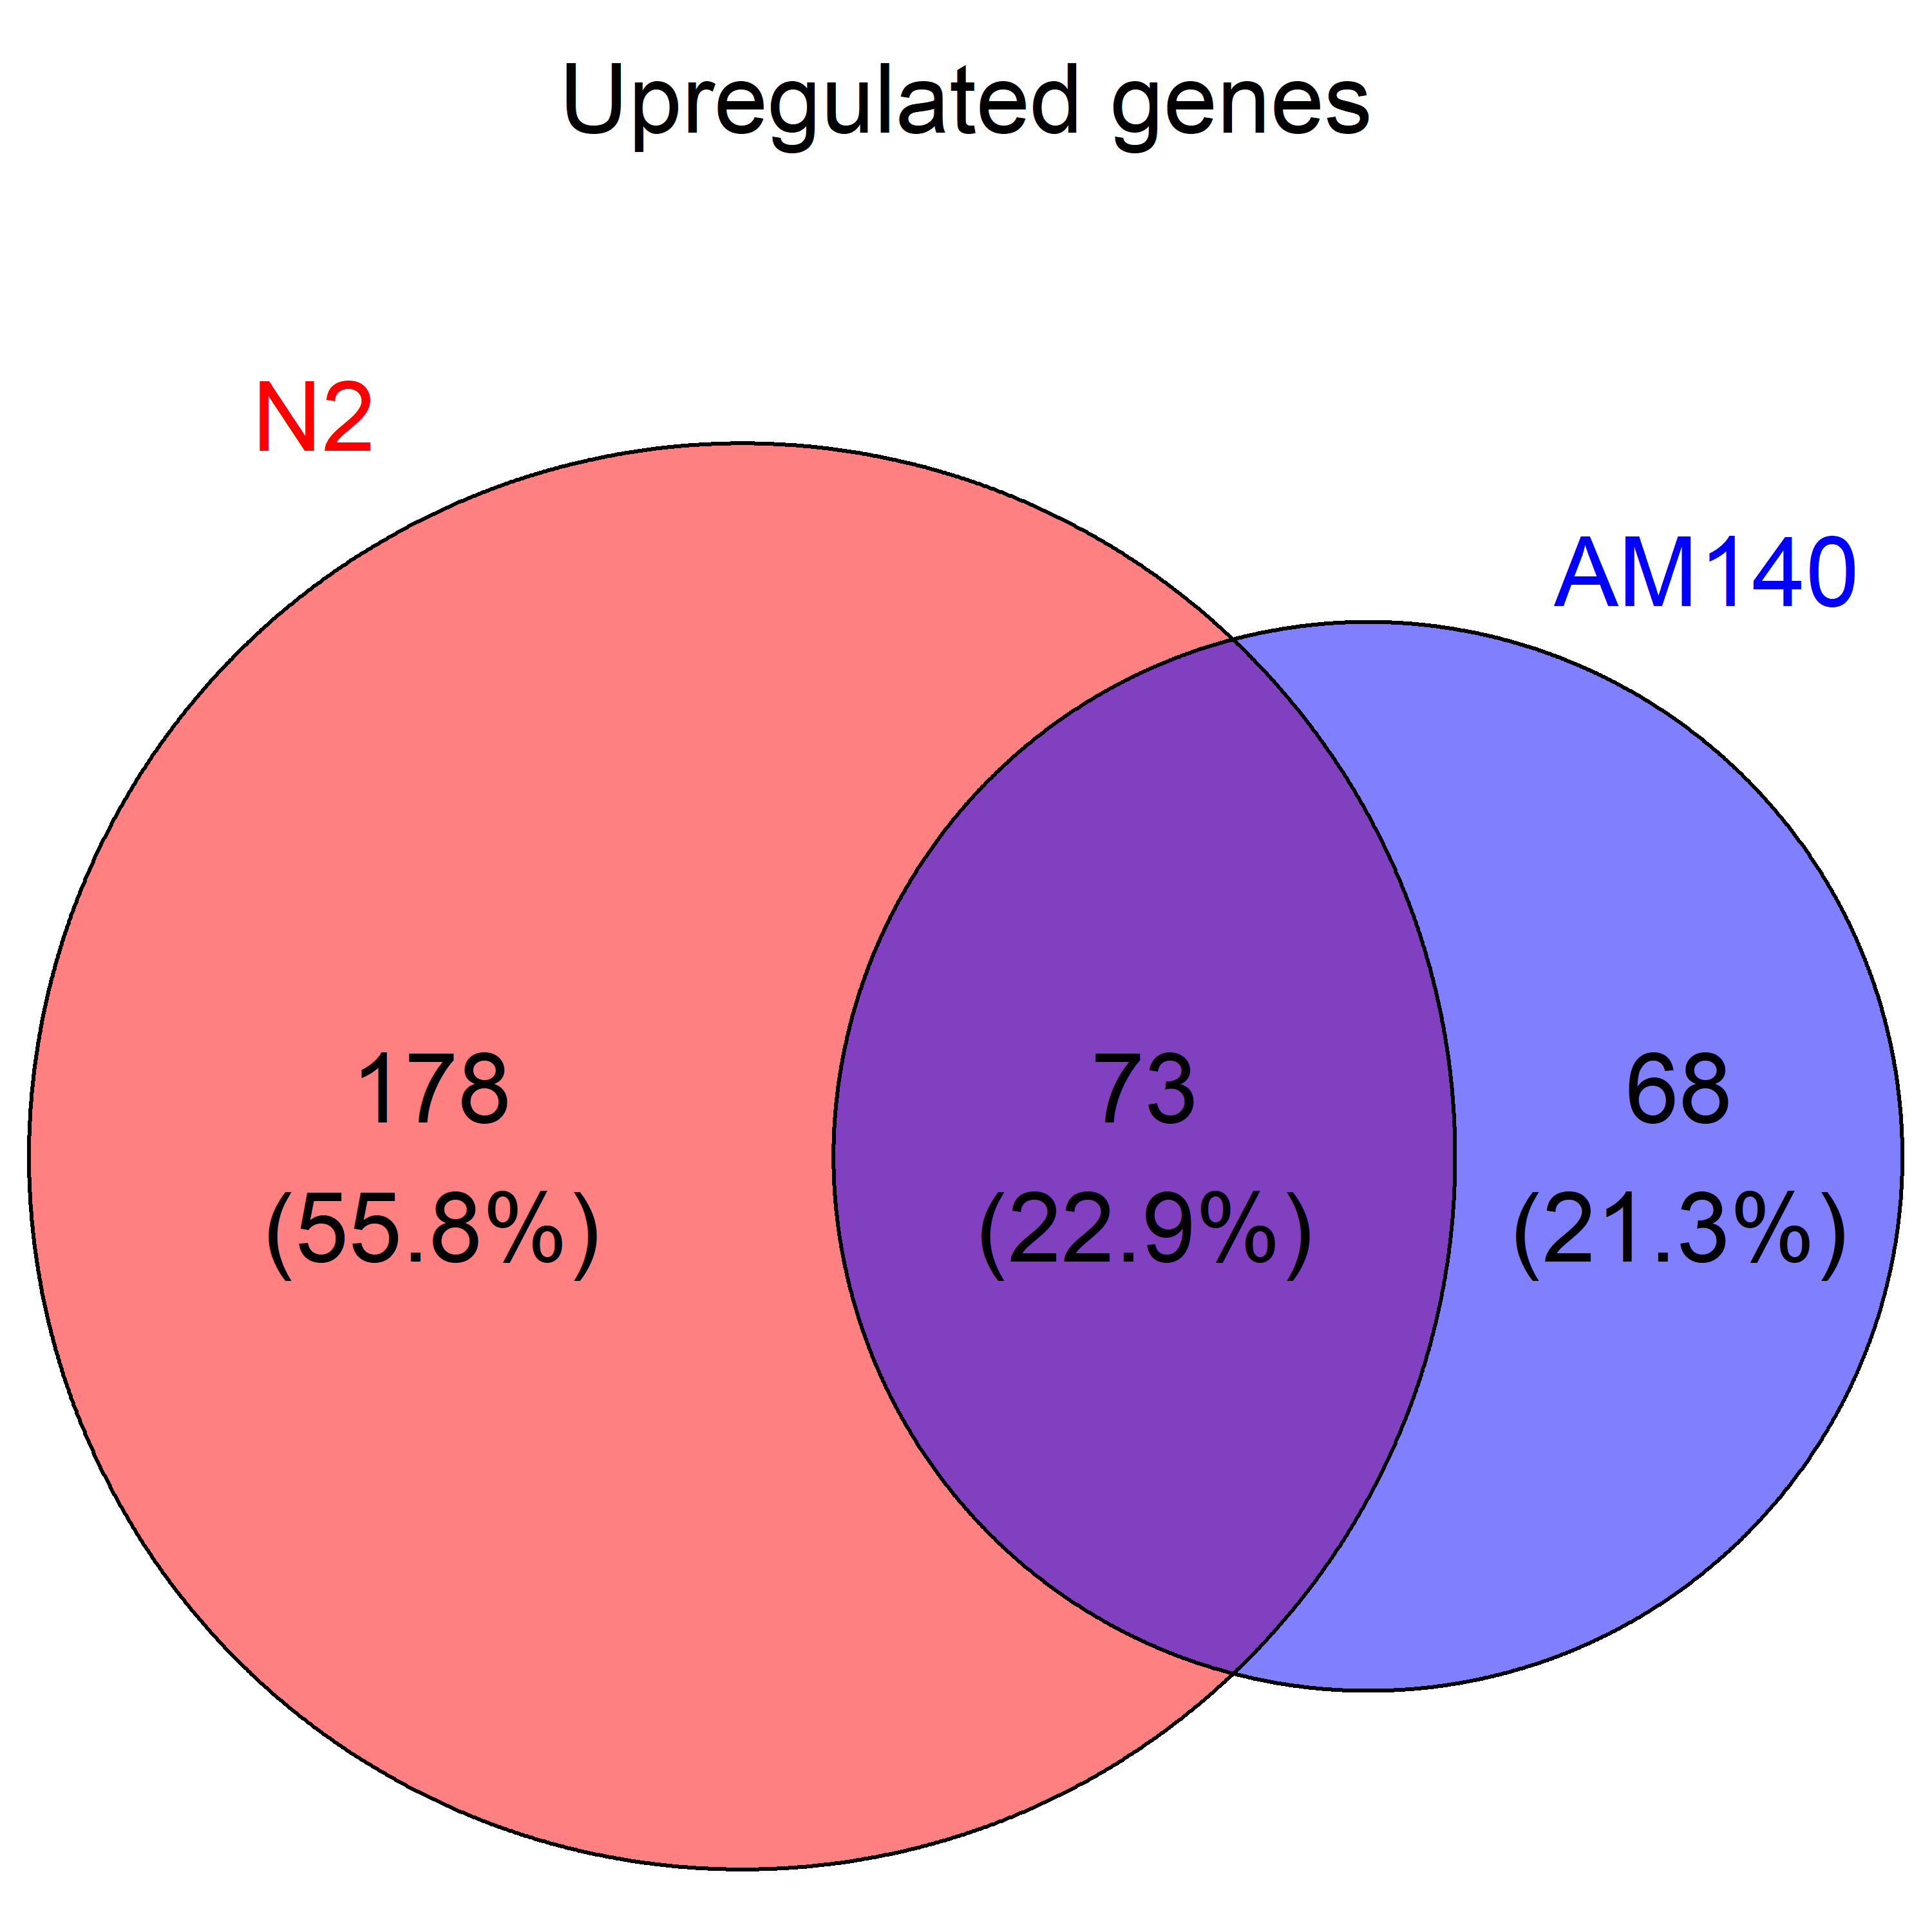 Upregulated genes
N2
AM140
178
(55.8%)
73
(22.9%)
68
(21.3%)